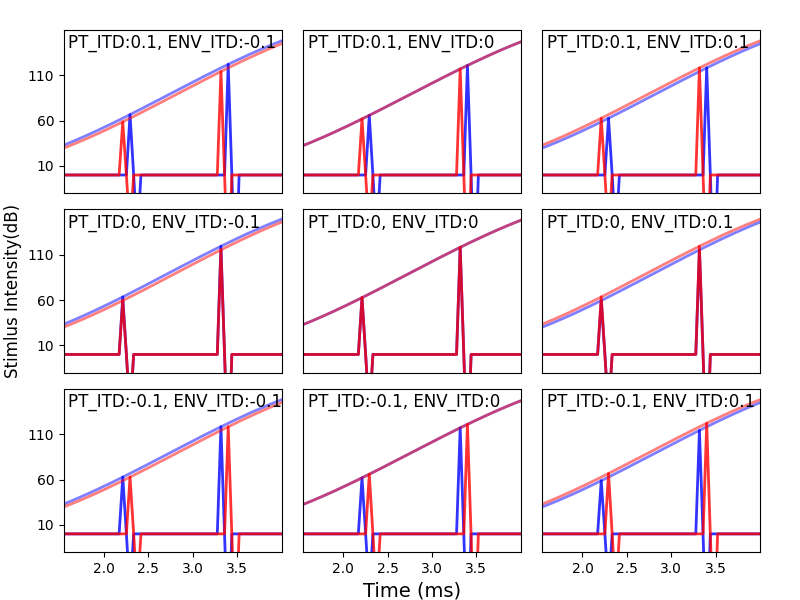 PT_ITD:0.1, ENV_ITD:-0.1
PT_ITD:0.1, ENV_ITD:0
PT_ITD:0.1, ENV_ITD:0.1
110
60
10
PT_ITD:0, ENV_ITD:-0.1
PT_ITD:0, ENV_ITD:0
PT_ITD:0, ENV_ITD:0.1
110
60
10
Stimlus Intensity(dB)
PT_ITD:-0.1, ENV_ITD:-0.1
PT_ITD:-0.1, ENV_ITD:0
PT_ITD:-0.1, ENV_ITD:0.1
110
60
10
2.0 2.5 3.0 3.5
2.0 2.5 3.0 3.5
2.0 2.5 3.0 3.5
Time (ms)